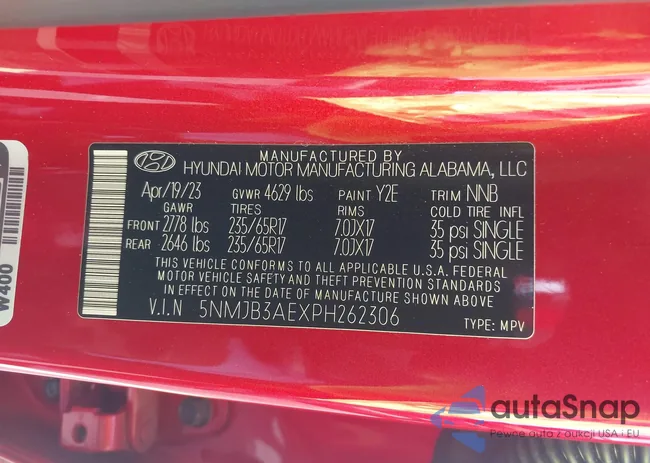 MANUFACTURED BY
HYUNDAI MOTOR MANUFACTURING ALABAMA, LLC
Apr/19/23 GVWR 4629 lbs PAINT Y2E TRIM NNB
GAWR TIRES RIMS COLD TIRE INFL
FRONT 2778 lbs 235/65R17 7.0JX17 35 psi SINGLE
REAR 2646 lbs 235/65R17 7.0JX17 35 psi SINGLE
THIS VEHICLE CONFORMS TO ALL APPLICABLE U.S.A. FEDERAL
MOTOR VEHICLE SAFETY AND THEFT PREVENTION STANDARDS
IN EFFECT ON THE DATE OF MANUFACTURE SHOWN ABOVE
V.I.N 5NMJB3AEXPH262306
TYPE: MPV
W400
autoSnap
Pewne auta z aukcji USA i EU